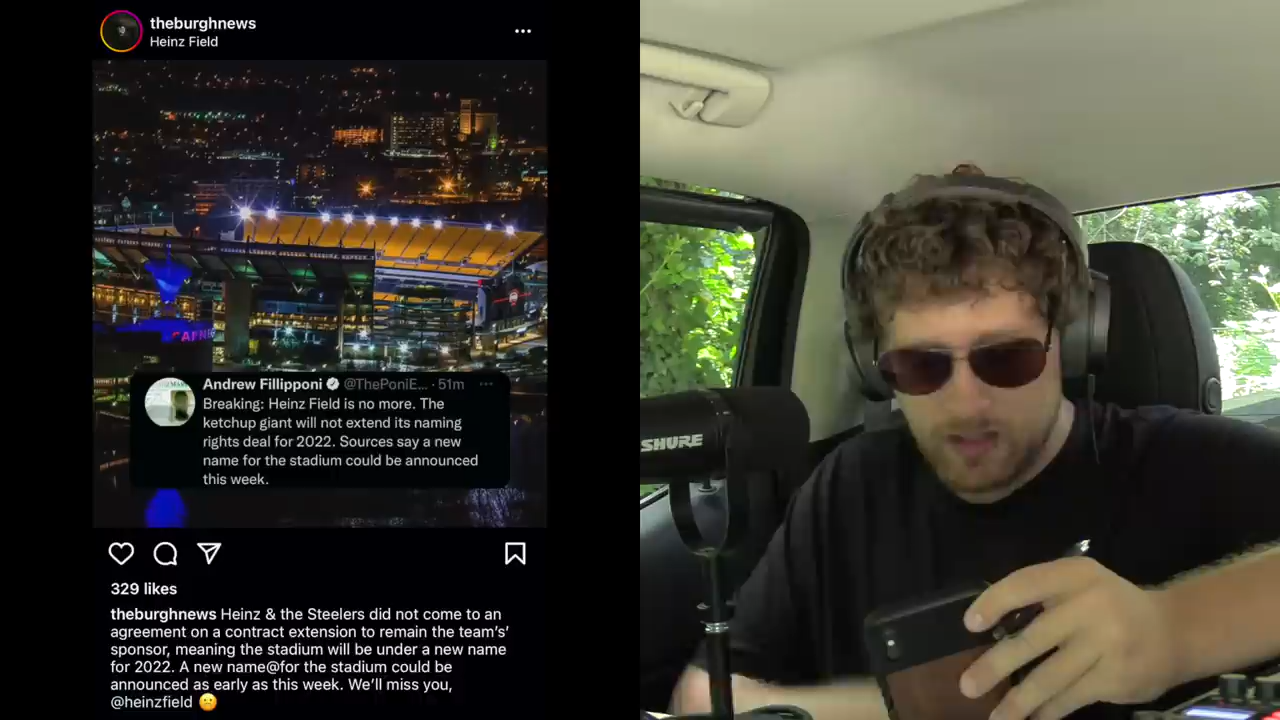 theburghnews
Heinz Field
Andrew Fillipponi @ThePoniE... · 51m
Breaking: Heinz Field is no more. The
ketchup giant will not extend its naming
rights deal for 2022. Sources say a new
name for the stadium could be announced
this week.
329 likes
theburghnews Heinz & the Steelers did not come to an
agreement on a contract extension to remain the team's'
sponsor, meaning the stadium will be under a new name
for 2022. A new name@for the stadium could be
announced as early as this week. We'll miss you,
@heinzfield 🙁
SHURE